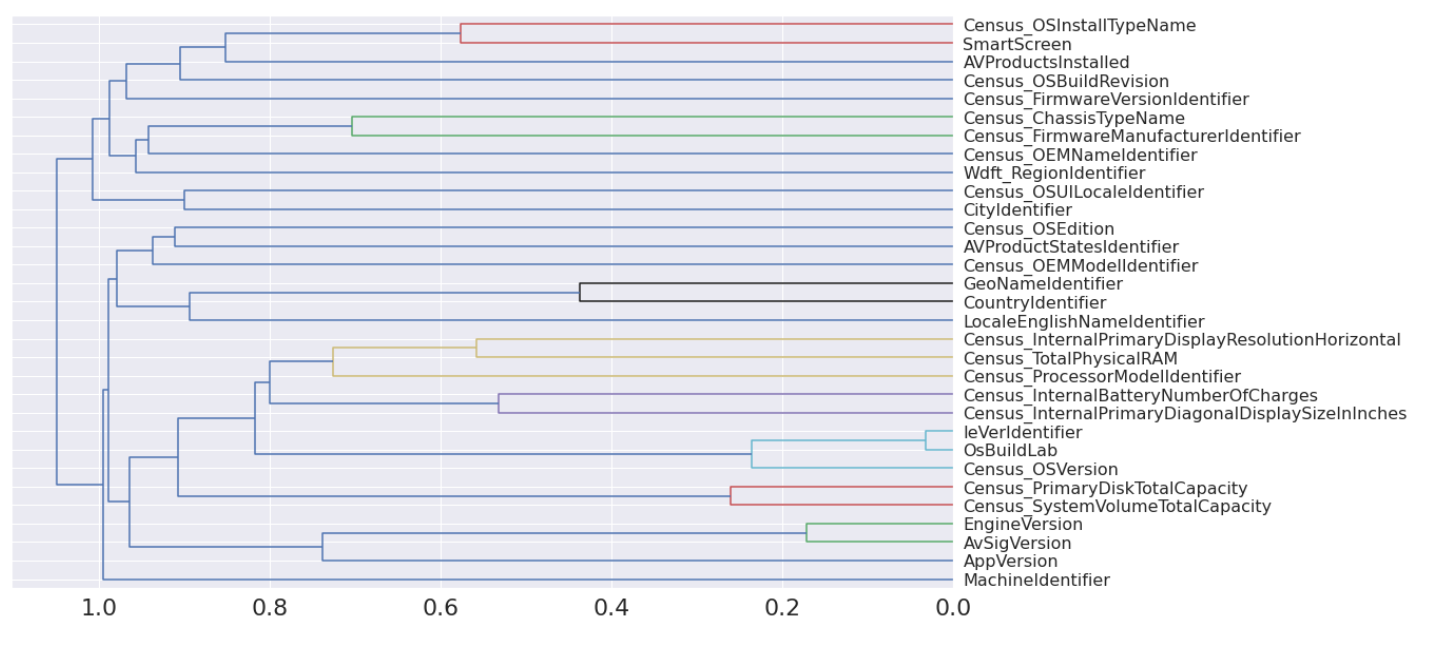 Census_OSInstallTypeName
SmartScreen
AVProductsInstalled
Census_OSBuildRevision
Census_FirmwareVersionIdentifier
Census_ChassisTypeName
Census_FirmwareManufacturerIdentifier
Census_OEMNameIdentifier
Wdft_RegionIdentifier
Census_OSUILocaleIdentifier
CityIdentifier
Census_OSEdition
AVProductStatesIdentifier
Census_OEMModelIdentifier
GeoNameIdentifier
CountryIdentifier
LocaleEnglishNameIdentifier
Census_InternalPrimaryDisplayResolutionHorizontal
Census_TotalPhysicalRAM
Census_ProcessorModelIdentifier
Census_InternalBatteryNumberOfCharges
Census_InternalPrimaryDiagonalDisplaySizeInInches
IeVerIdentifier
OsBuildLab
Census_OSVersion
Census_PrimaryDiskTotalCapacity
Census_SystemVolumeTotalCapacity
EngineVersion
AvSigVersion
AppVersion
MachineIdentifier
1.0 0.8 0.6 0.4 0.2 0.0